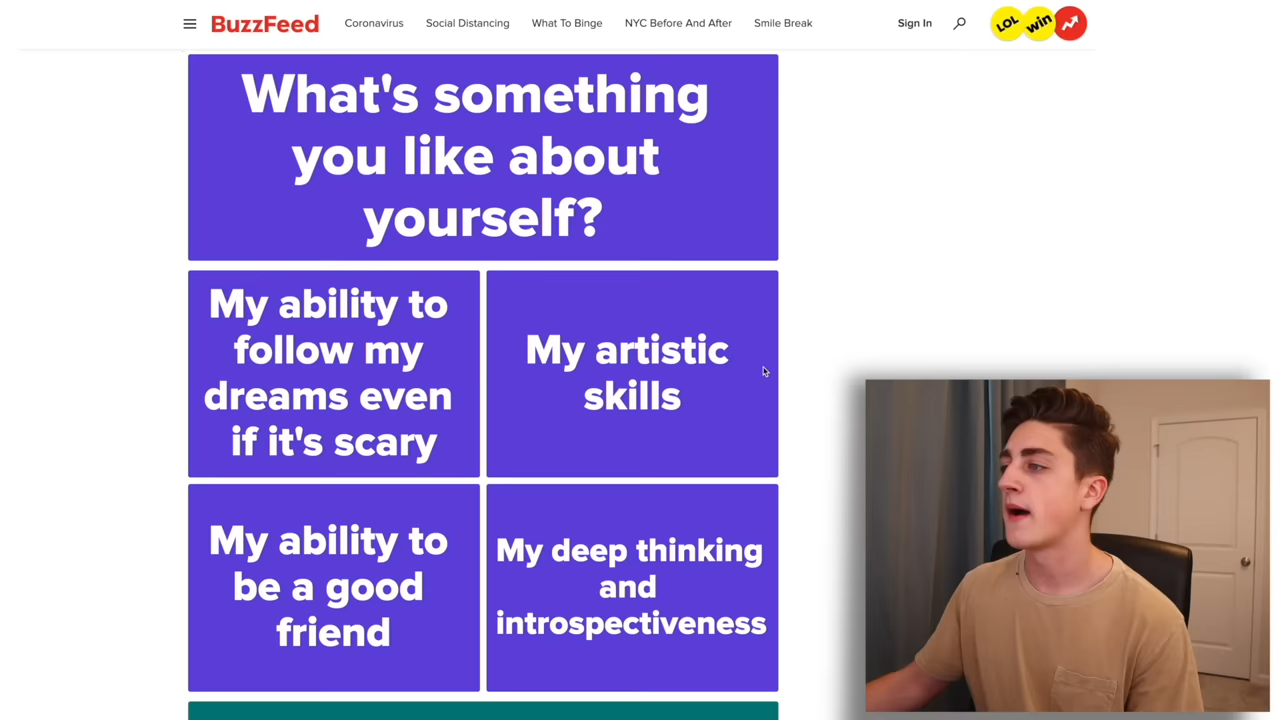 BuzzFeed
Coronavirus
Social Distancing
What To Binge
NYC Before And After
Smile Break
Sign In
LOL
win
What's something
you like about
yourself?
My ability to
follow my
dreams even
if it's scary
My artistic
skills
My ability to
be a good
friend
My deep thinking
and
introspectiveness